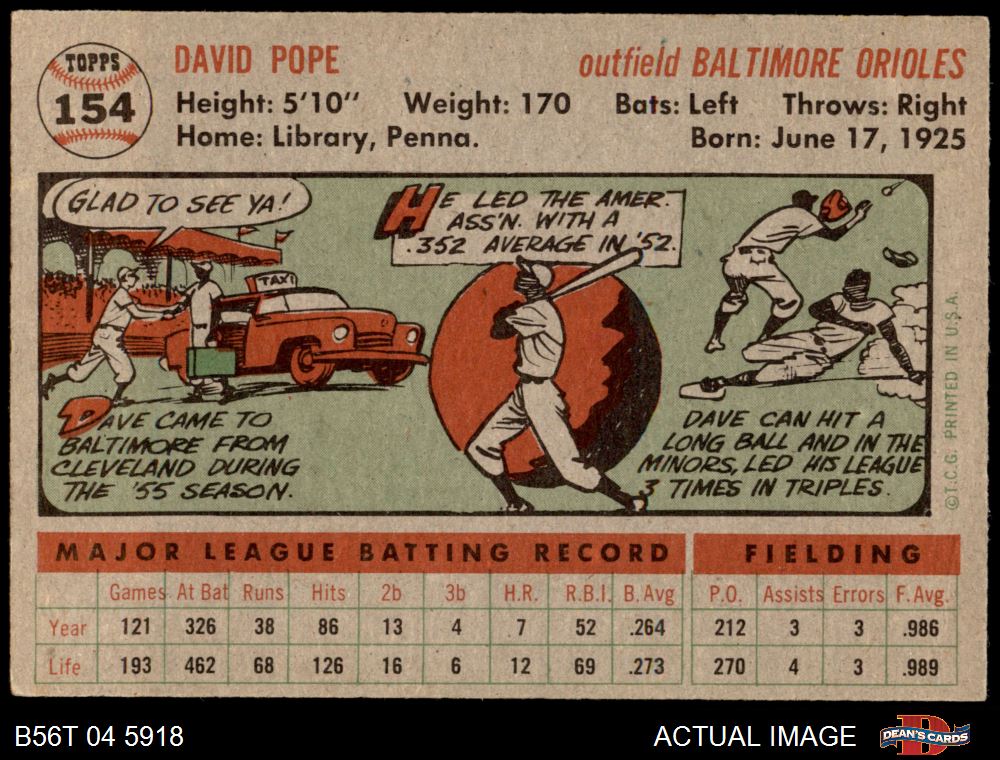 TOPPS
154
DAVID POPE
outfield BALTIMORE ORIOLES
Height: 5'10" Weight: 170 Bats: Left Throws: Right
Home: Library, Penna. Born: June 17, 1925
GLAD TO SEE YA!
TAXI
DAVE CAME TO
BALTIMORE FROM
CLEVELAND DURING
THE '55 SEASON.
HE LED THE AMER.
ASS'N. WITH A
.352 AVERAGE IN '52.
DAVE CAN HIT A
LONG BALL AND IN THE
MINORS, LED HIS LEAGUE
3 TIMES IN TRIPLES.
©T.C.G. PRINTED IN U.S.A.
MAJOR LEAGUE BATTING RECORD FIELDING
Games At Bat Runs Hits 2b 3b H.R. R.B.I. B. Avg P.O. Assists Errors F. Avg.
Year 121 326 38 86 13 4 7 52 .264 212 3 3 .986
Life 193 462 68 126 16 6 12 69 .273 270 4 3 .989
B56T 04 5918
ACTUAL IMAGE
D
DEAN'S CARDS